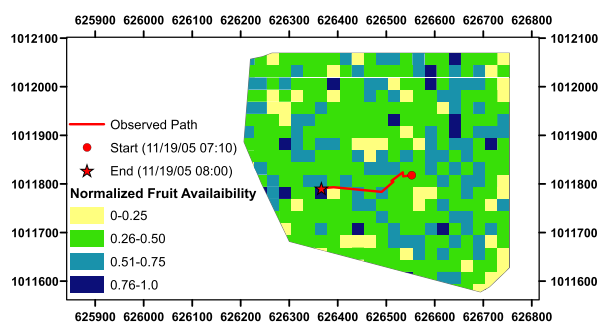 625900 626000 626100 626200 626300 626400 626500 626600 626700 626800
1012100 1012100
1012000 1012000
1011900 1011900
Observed Path
Start (11/19/05 07:10)
1011800 1011800
End (11/19/05 08:00)
Normalized Fruit Availaibility
0-0.25
1011700 1011700
0.26-0.50
0.51-0.75
1011600 1011600
0.76-1.0
625900 626000 626100 626200 626300 626400 626500 626600 626700 626800